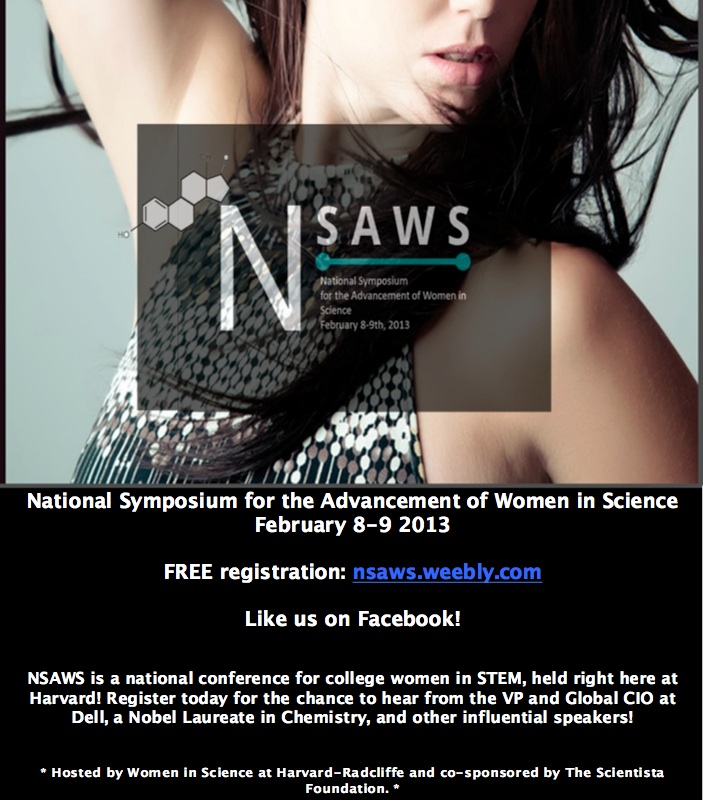 HO
N
SAWS
National Symposium
for the Advancement of Women in
Science
February 8-9th, 2013
National Symposium for the Advancement of Women in Science
February 8-9 2013
FREE registration: nsaws.weebly.com
Like us on Facebook!
NSAWS is a national conference for college women in STEM, held right here at
Harvard! Register today for the chance to hear from the VP and Global CIO at
Dell, a Nobel Laureate in Chemistry, and other influential speakers!
* Hosted by Women in Science at Harvard-Radcliffe and co-sponsored by The Scientista
Foundation. *